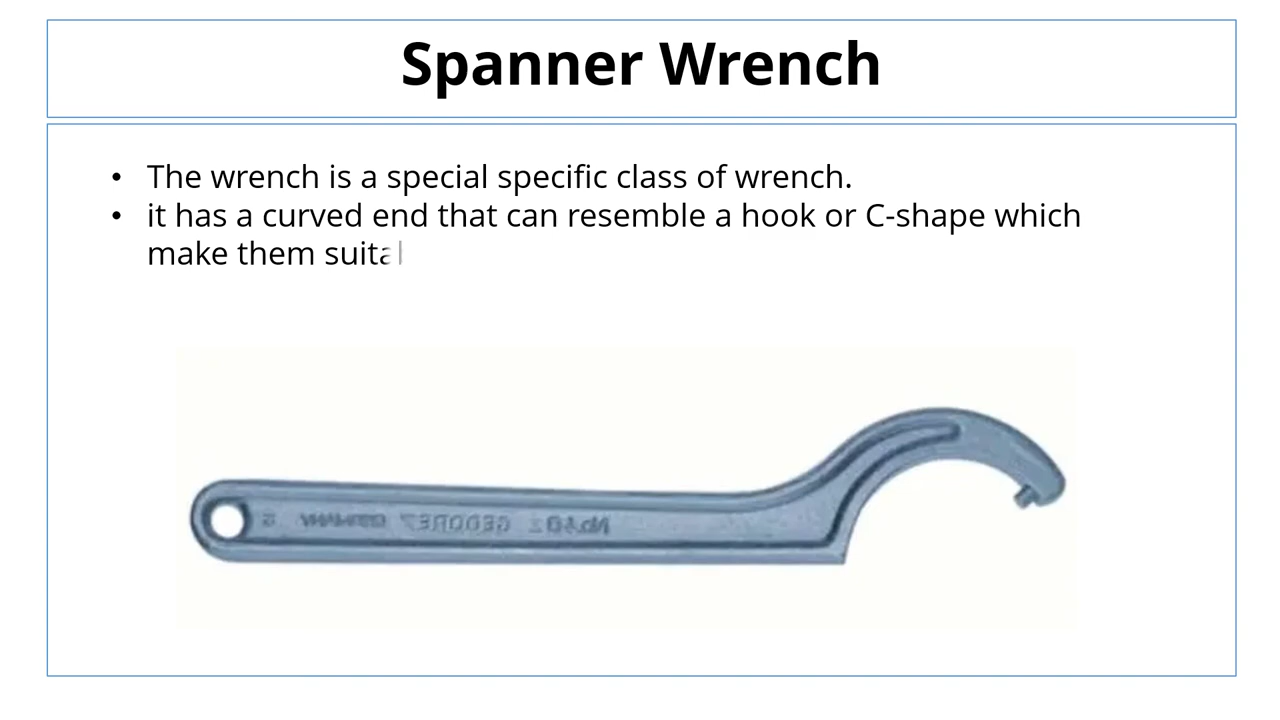 Spanner Wrench
• The wrench is a special specific class of wrench.
• it has a curved end that can resemble a hook or C-shape which
make them
GEDORE